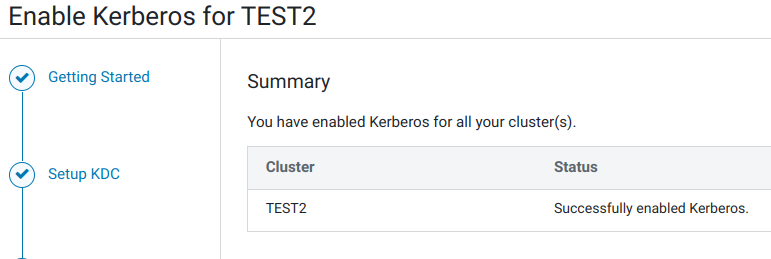 Enable Kerberos for TEST2
Getting Started
Setup KDC
Summary
You have enabled Kerberos for all your cluster(s).
Cluster Status
TEST2 Successfully enabled Kerberos.